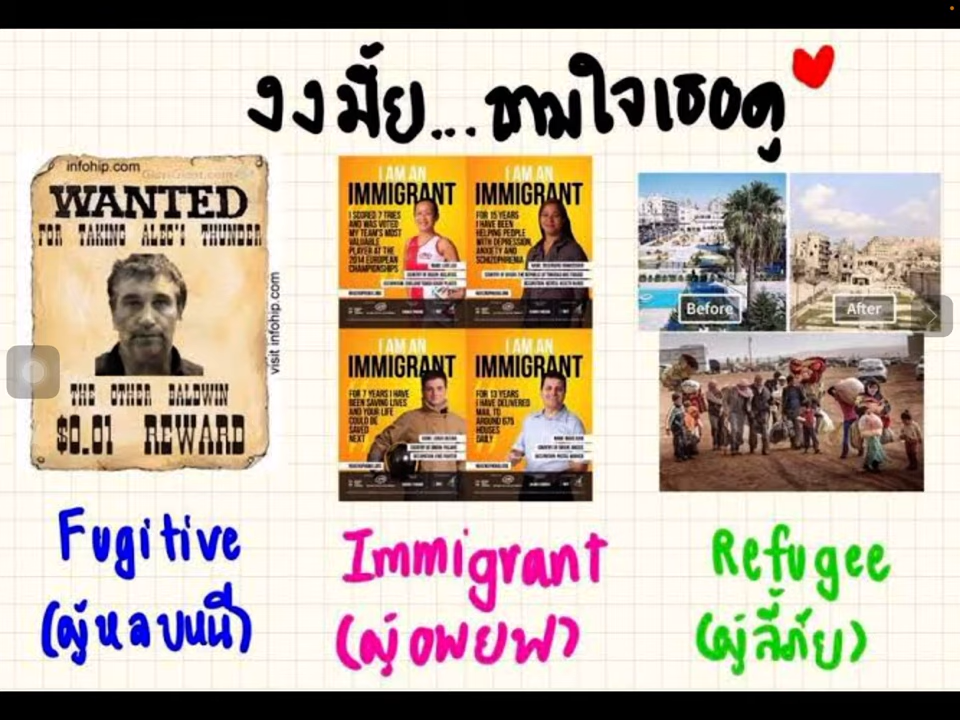 งงมั้ย...ถามใจเธอดู
infohip.com
WANTED
FOR TAKING ALEC'S THUNDER
THE OTHER BALDWIN
$0.01 REWARD
visit infohip.com
I AM AN
IMMIGRANT
I SCORED 7 TRIES
AND WAS VOTED
MY TEAM'S MOST
VALUABLE
PLAYER AT THE
2014 EUROPEAN
CHAMPIONSHIPS
I AM AN
IMMIGRANT
FOR 15 YEARS
I HAVE BEEN
HELPING PEOPLE
WITH DEPRESSION,
ANXIETY AND
SCHIZOPHRENIA
I AM AN
IMMIGRANT
FOR 7 YEARS I HAVE
BEEN SAVING LIVES
AND YOUR LIFE
COULD BE
SAVED
NEXT
I AM AN
IMMIGRANT
FOR 13 YEARS
I HAVE DELIVERED
MAIL TO
AROUND 675
HOUSES
DAILY
Before
After
Fugitive
(ผู้หลบหนี)
Immigrant
(ผู้อพยพ)
Refugee
(ผู้ลี้ภัย)